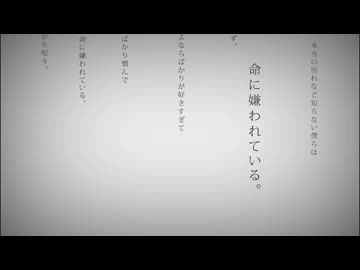 本当の別れなど知らない僕らは
命に嫌われている。
ず、
よならばかりが好きすぎて
ばかり憎んで
命に嫌われている。
かり呪う。